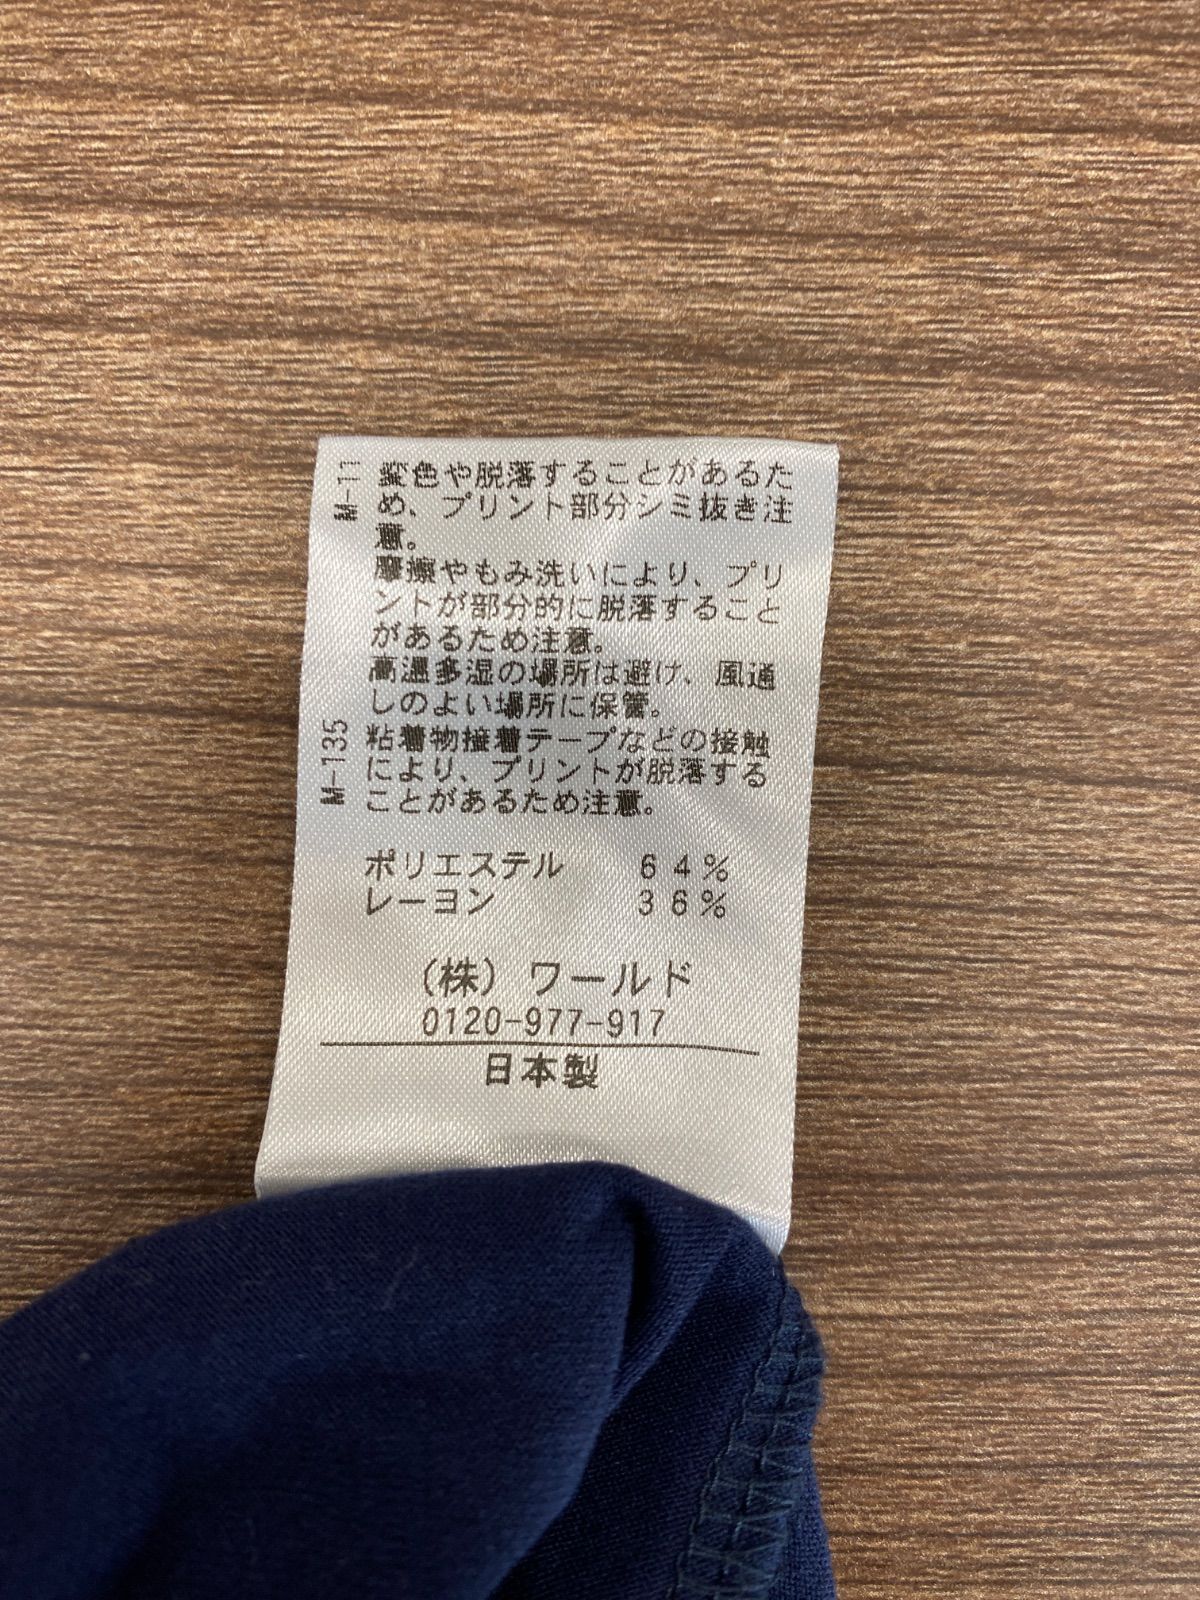 M-11
変色や脱落することがあるた
め、プリント部分シミ抜き注
意。
摩擦やもみ洗いにより、プリ
ントが部分的に脱落すること
があるため注意。
高温多湿の場所は避け、風通
しのよい場所に保管。
M-135
粘着物接着テープなどの接触
により、プリントが脱落する
ことがあるため注意。
ポリエステル 64%
レーヨン 36%
(株) ワールド
0120-977-917
日本製